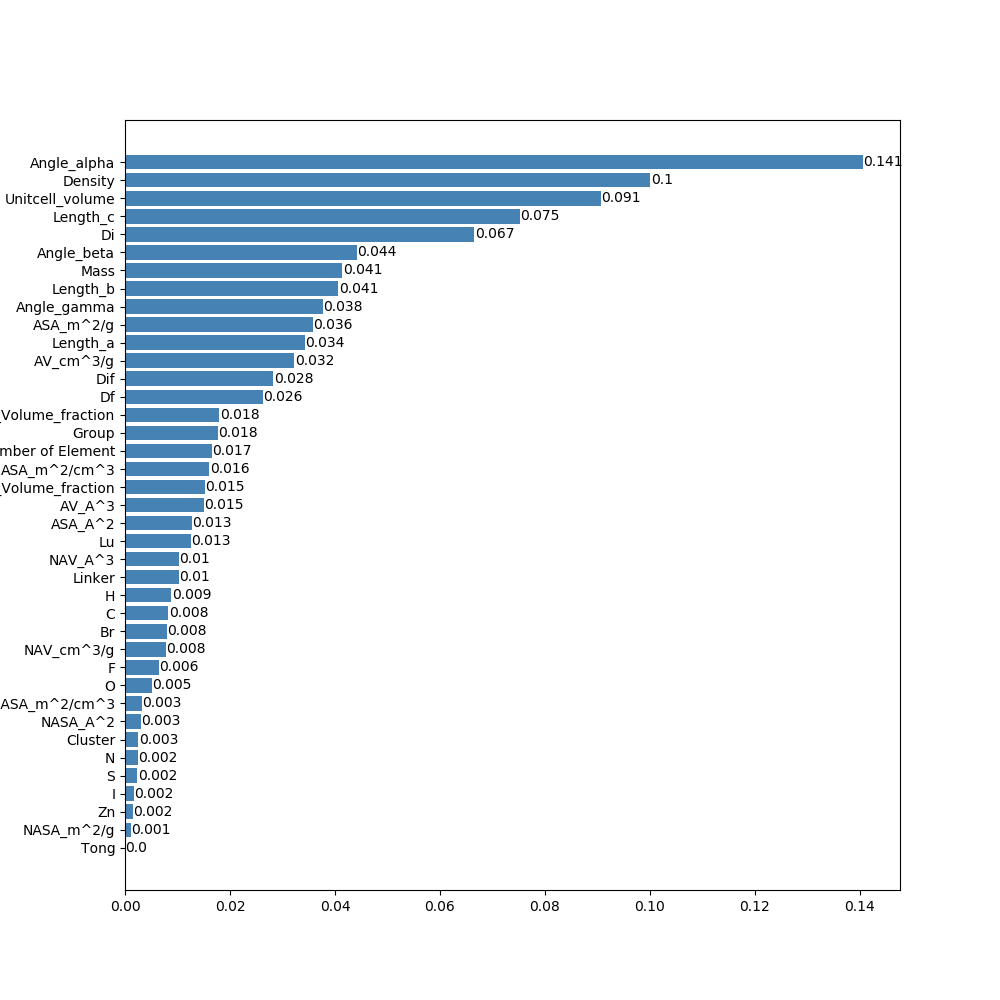 Angle_alpha 0.141
Density 0.1
Unitcell_volume 0.091
Length_c 0.075
Di 0.067
Angle_beta 0.044
Mass 0.041
Length_b 0.041
Angle_gamma 0.038
ASA_m^2/g 0.036
Length_a 0.034
AV_cm^3/g 0.032
Dif 0.028
Df 0.026
_Volume_fraction 0.018
Group 0.018
mber of Element 0.017
ASA_m^2/cm^3 0.016
_Volume_fraction 0.015
AV_A^3 0.015
ASA_A^2 0.013
Lu 0.013
NAV_A^3 0.01
Linker 0.01
H 0.009
C 0.008
Br 0.008
NAV_cm^3/g 0.008
F 0.006
O 0.005
ASA_m^2/cm^3 0.003
NASA_A^2 0.003
Cluster 0.003
N 0.002
S 0.002
I 0.002
Zn 0.002
NASA_m^2/g 0.001
Tong 0.0
0.00 0.02 0.04 0.06 0.08 0.10 0.12 0.14